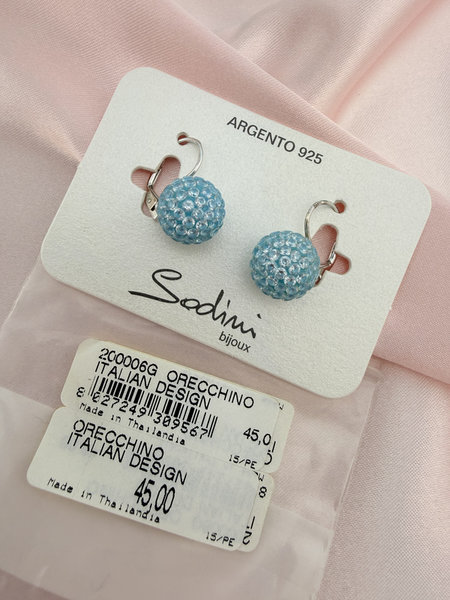 ARGENTO 925
Sodini
bijoux
200006G ORECCHINO
ITALIAN DESIGN
8 027249 309567
45,0
Made in Thailandia
15/PE
ORECCHINO
ITALIAN DESIGN
45,00
Made in Thailandia
15/PE